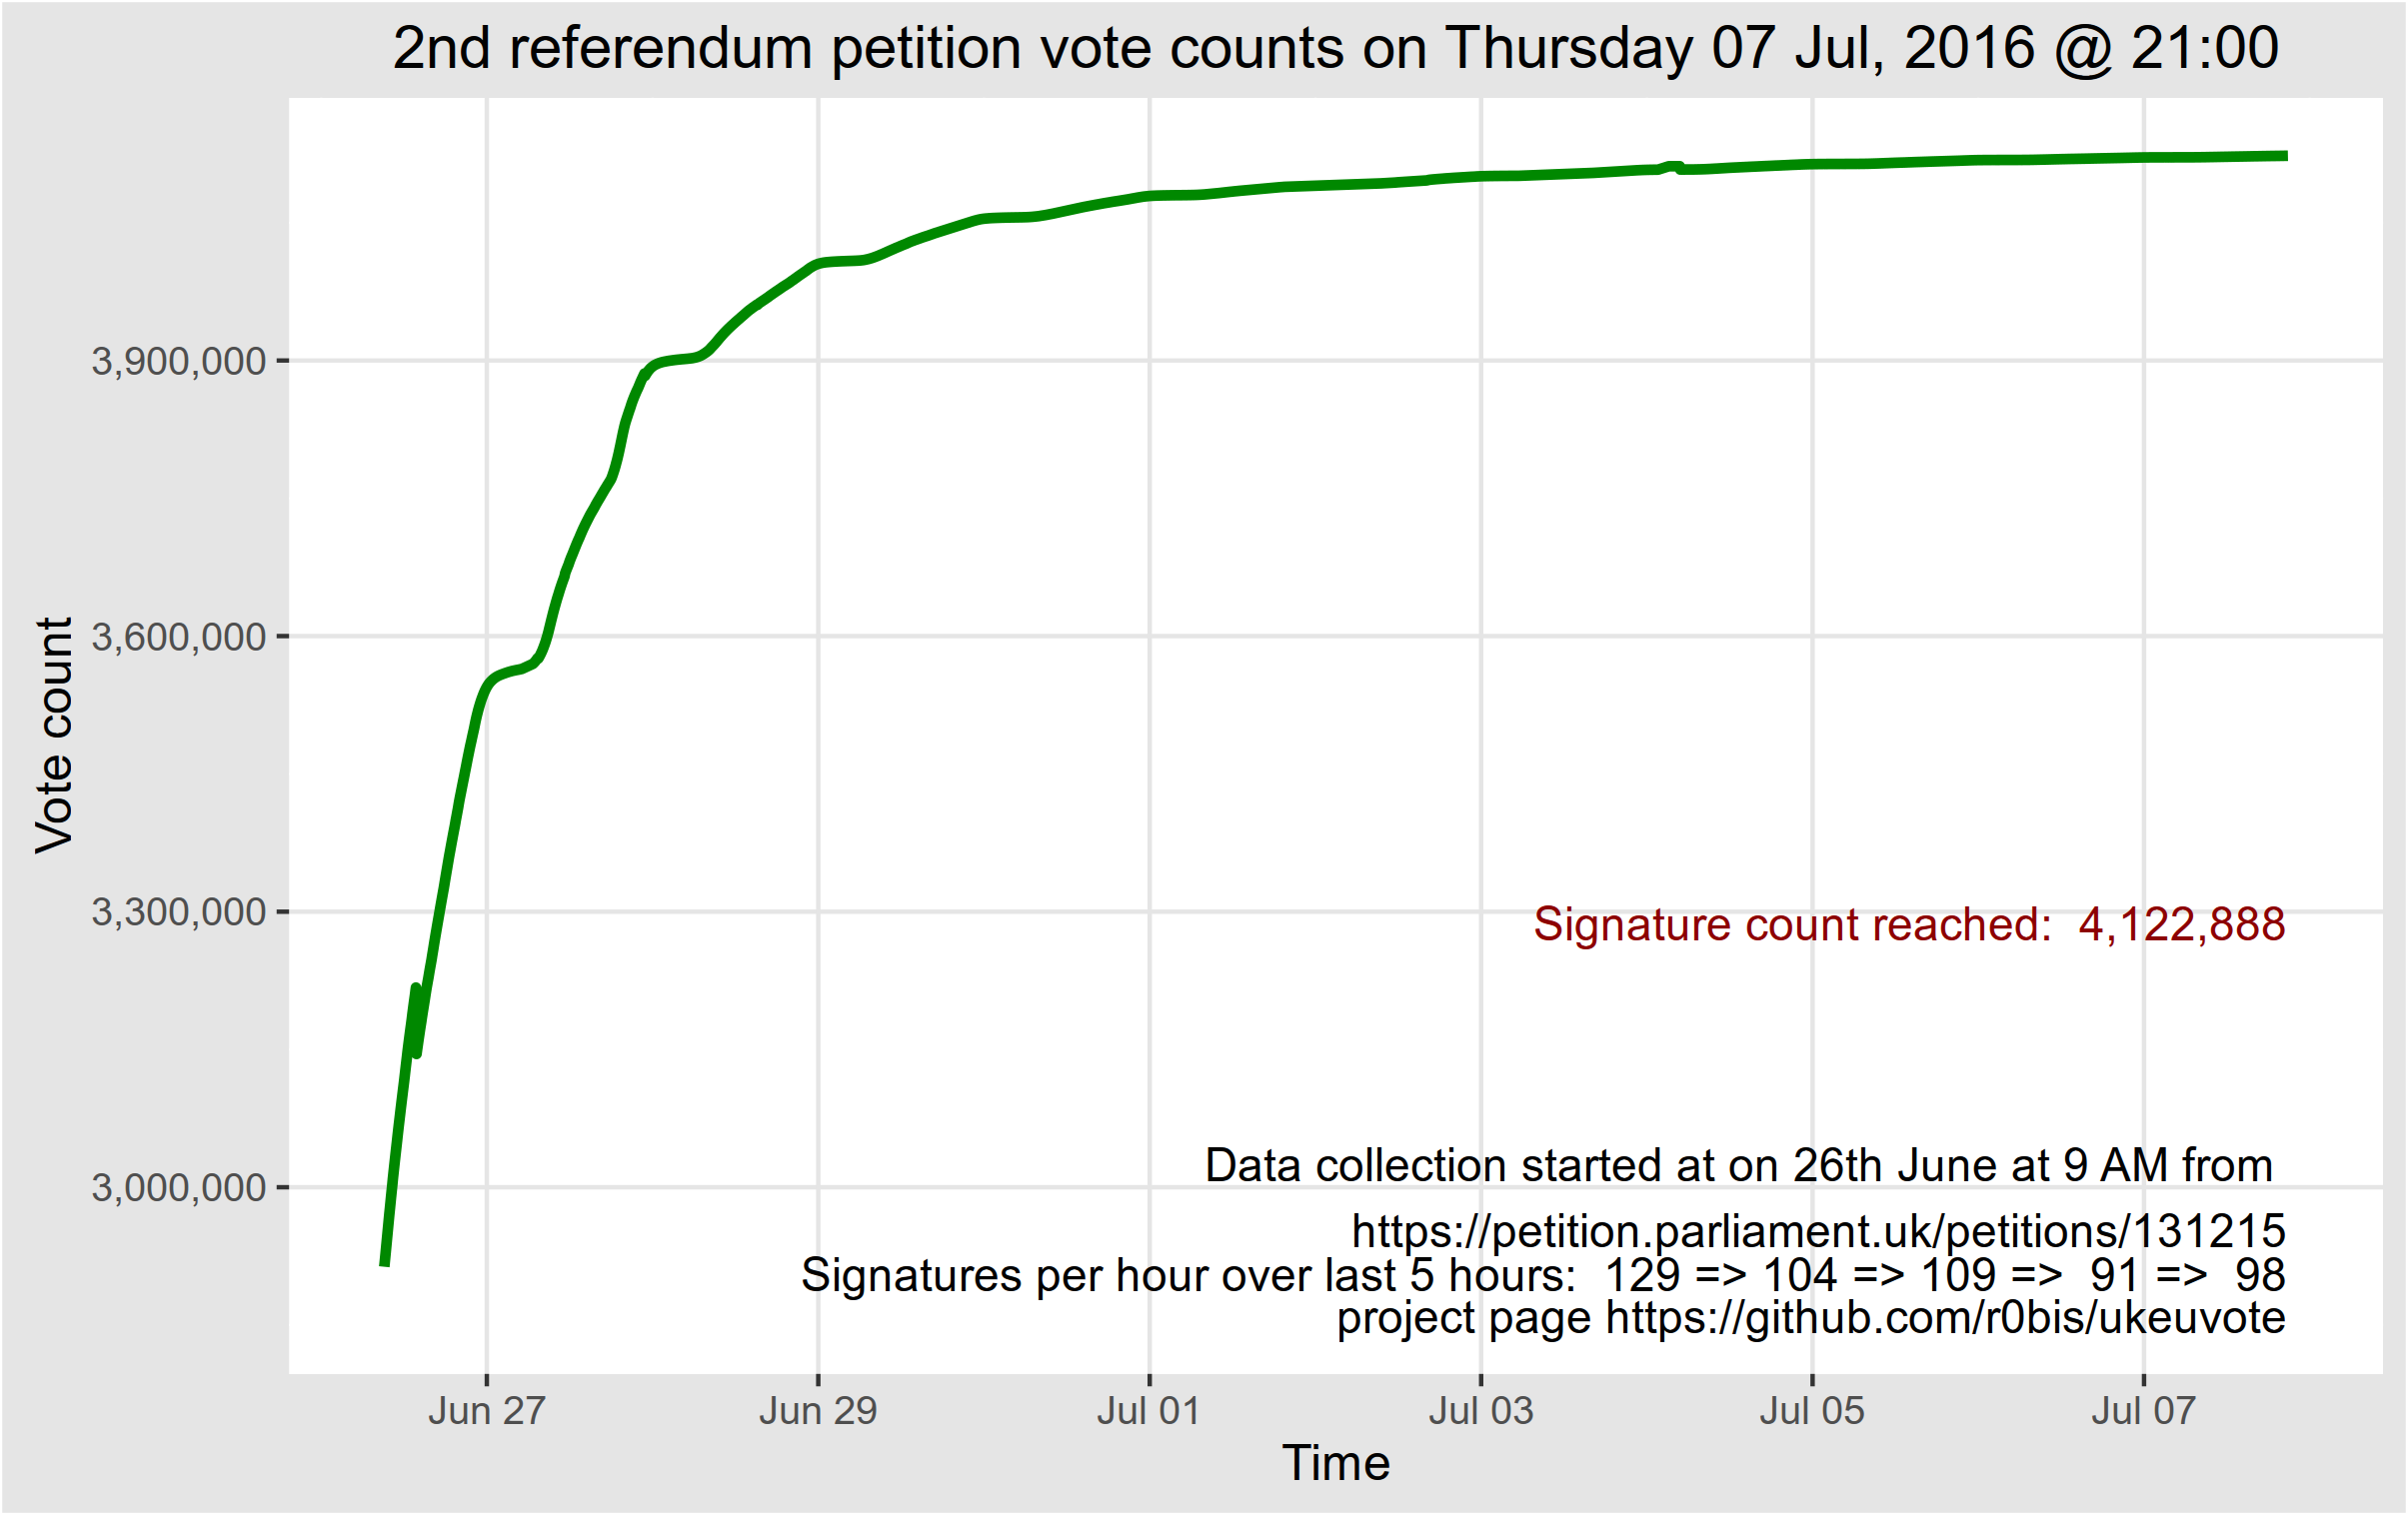 2nd referendum petition vote counts on Thursday 07 Jul, 2016 @ 21:00
Vote count
3,900,000
3,600,000
3,300,000
3,000,000
Signature count reached:  4,122,888
Data collection started at on 26th June at 9 AM from
https://petition.parliament.uk/petitions/131215
Signatures per hour over last 5 hours:  129 => 104 => 109 =>  91 =>  98
project page https://github.com/r0bis/ukeuvote
Jun 27 Jun 29 Jul 01 Jul 03 Jul 05 Jul 07
Time